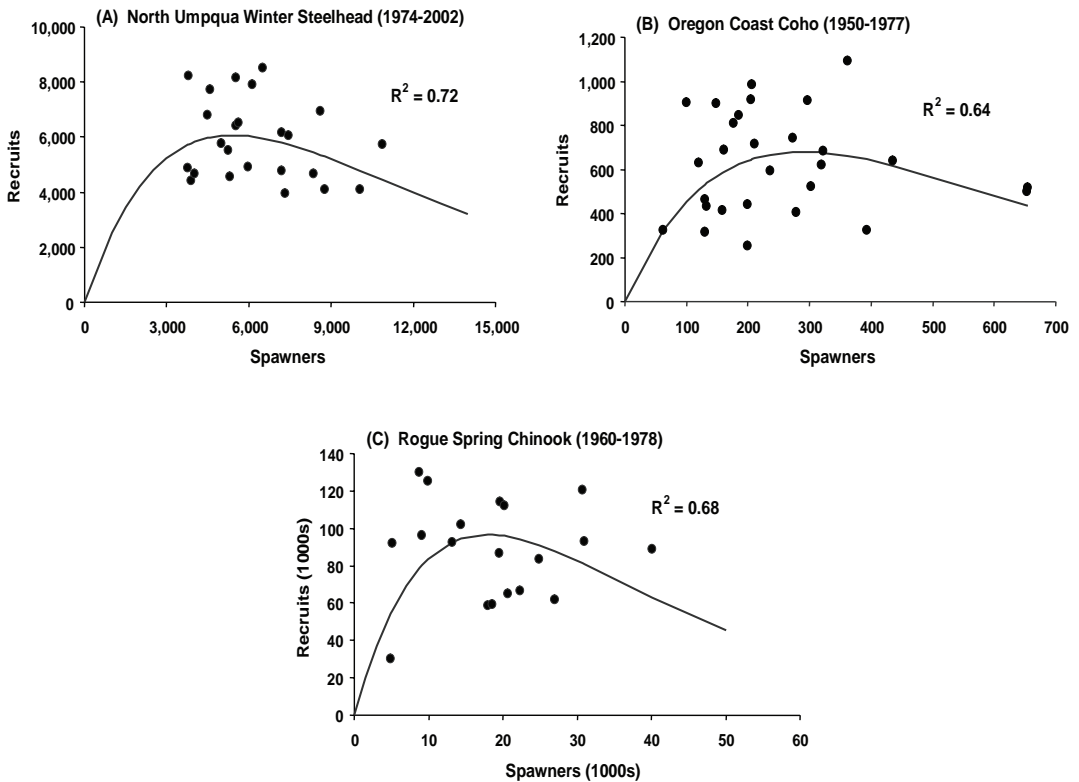 (A) North Umpqua Winter Steelhead (1974-2002)
10,000
8,000
6,000
4,000
2,000
0
Recruits
R² = 0.72
0 3,000 6,000 9,000 12,000 15,000
Spawners
(B) Oregon Coast Coho (1950-1977)
1,200
1,000
800
600
400
200
0
Recruits
R² = 0.64
0 100 200 300 400 500 600 700
Spawners
(C) Rogue Spring Chinook (1960-1978)
140
120
100
80
60
40
20
0
Recruits (1000s)
R² = 0.68
0 10 20 30 40 50 60
Spawners (1000s)